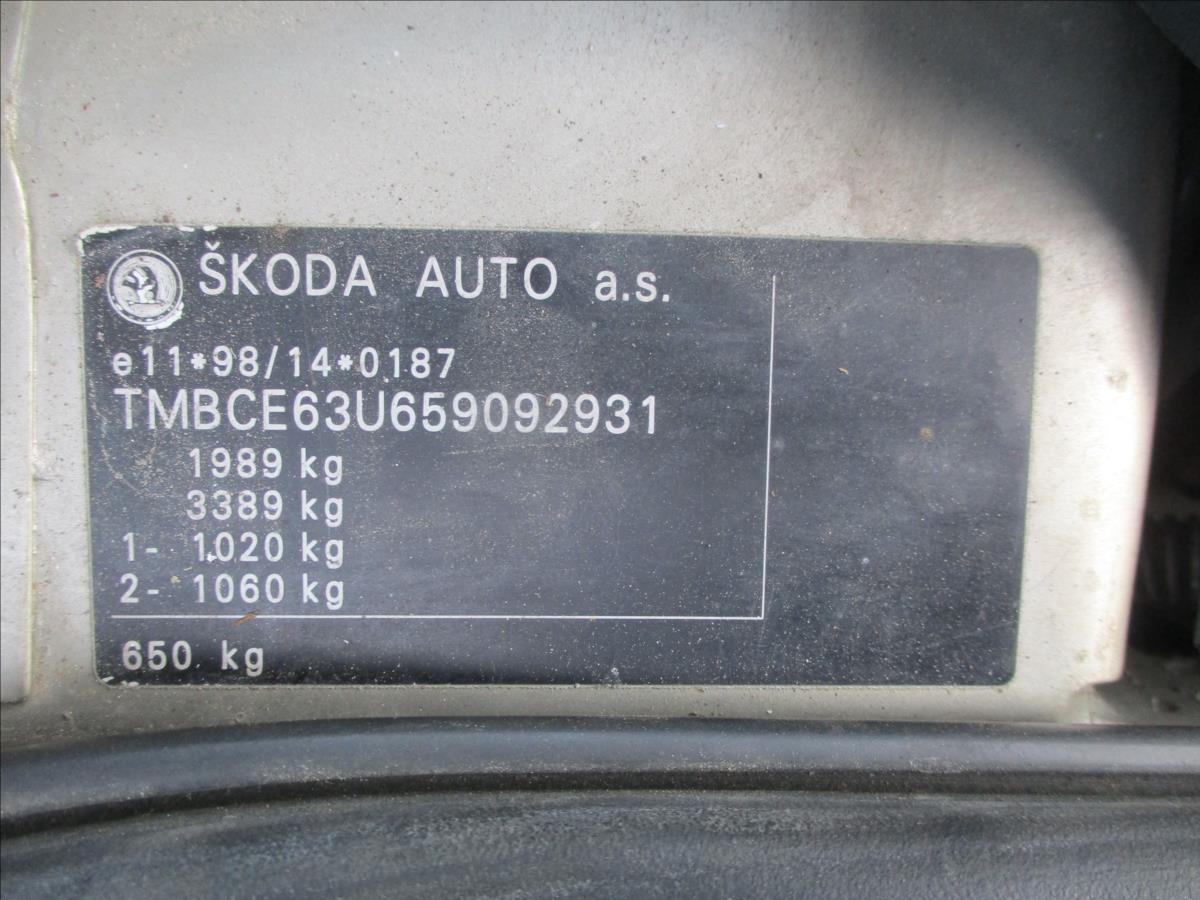 ŠKODA AUTO a.s.
e11*98/14*0187
TMBCE63U659092931
1989 kg
3389 kg
1- 1020 kg
2- 1060 kg
650 kg